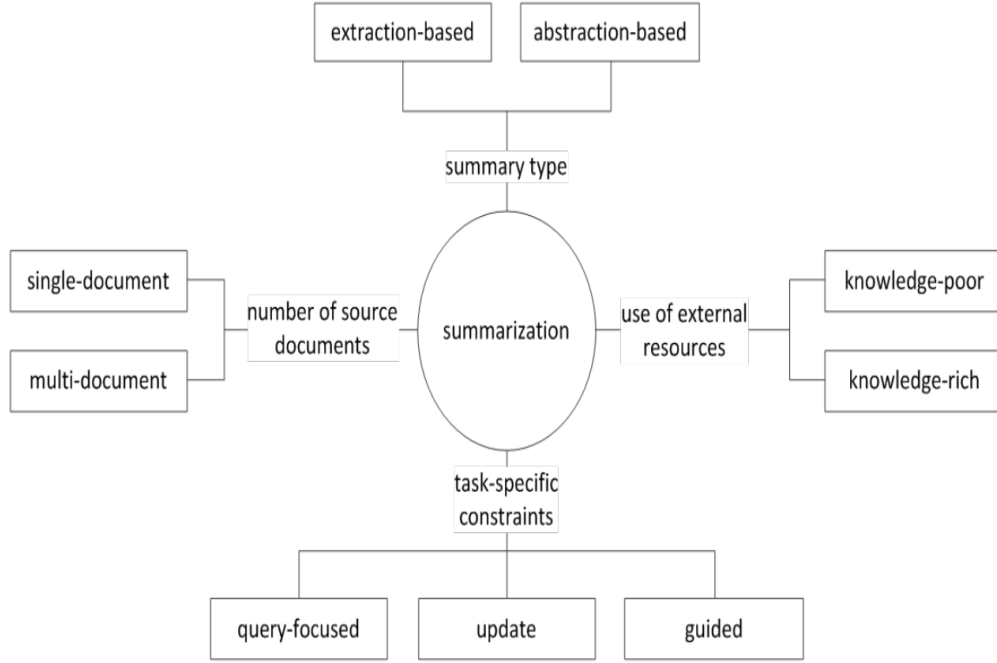 extraction-based
abstraction-based
summary type
single-document
multi-document
number of source
documents
summarization
use of external
resources
knowledge-poor
knowledge-rich
task-specific
constraints
query-focused
update
guided